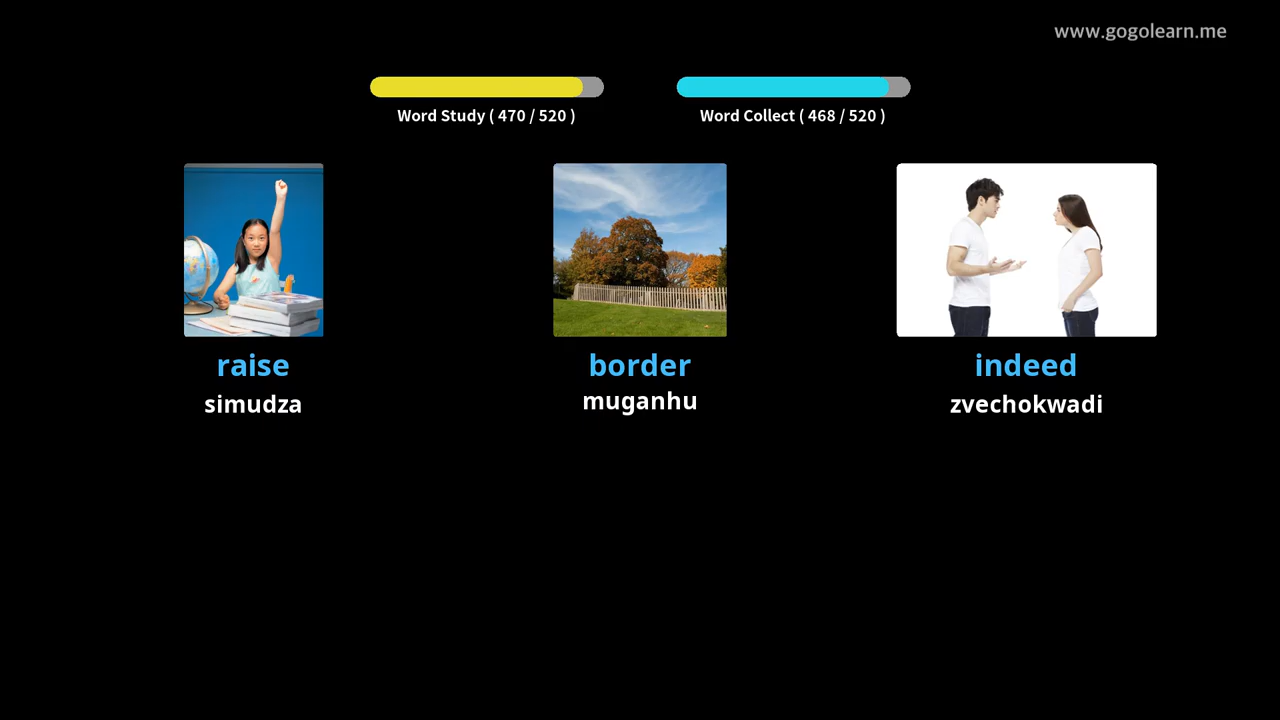 www.gogolearn.me
Word Study ( 470 / 520 )
Word Collect ( 468 / 520 )
raise
simudza
border
muganhu
indeed
zvechokwadi